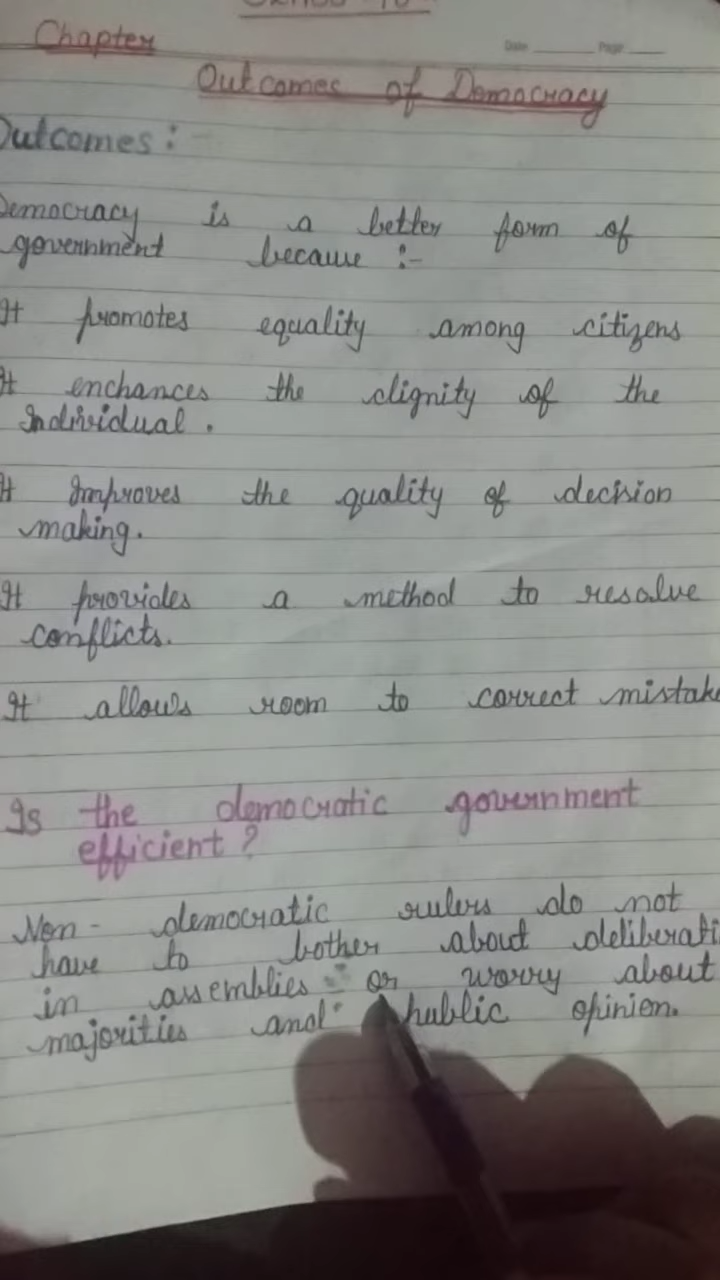 Chapter
Date Page
Outcomes of Democracy
Outcomes :-
Democracy is a better form of
government because :-
It promotes equality among citizens
It enchances the dignity of the
Individual.
It Improves the quality of decision
making.
It provides a method to resolve
conflicts.
It allows room to correct mistake
Is the democratic government
efficient?
Non- democratic rulers do not
have to bother about deliberati
in assemblies or worry about
majorities and public opinion.